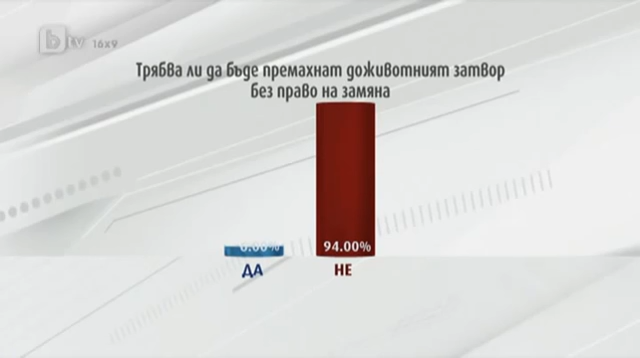 bTV 16x9
Трябва ли да бъде премахнат доживотният затвор
без право на замяна
94.00%
ДА НЕ